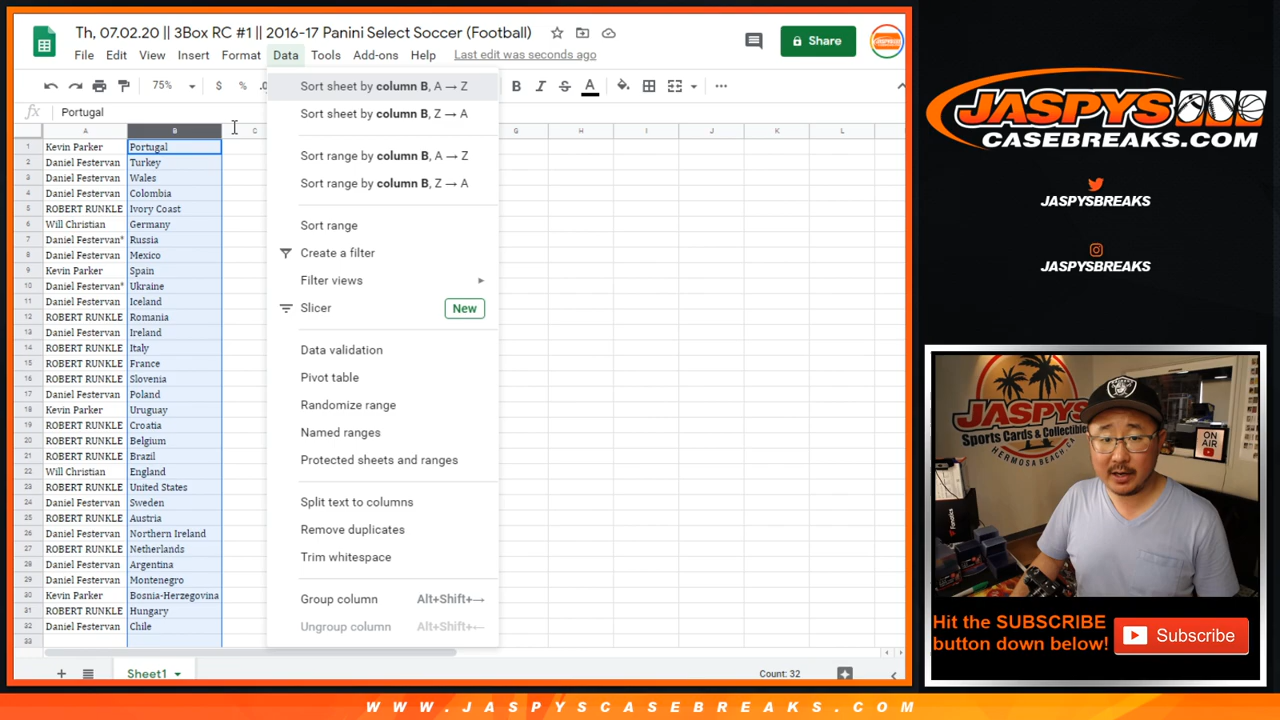 Th, 07.02.20 || 3Box RC #1 || 2016-17 Panini Select Soccer (Football)
File Edit View Insert Format Data Tools Add-ons Help Last edit was seconds ago
Share
75% $ % .0 B I S A
fx Portugal
A B C G H I J K L
1 Kevin Parker Portugal
2 Daniel Festervan Turkey
3 Daniel Festervan Wales
4 Daniel Festervan Colombia
5 ROBERT RUNKLE Ivory Coast
6 Will Christian Germany
7 Daniel Festervan* Russia
8 Daniel Festervan Mexico
9 Kevin Parker Spain
10 Daniel Festervan* Ukraine
11 Daniel Festervan Iceland
12 ROBERT RUNKLE Romania
13 Daniel Festervan Ireland
14 ROBERT RUNKLE Italy
15 ROBERT RUNKLE France
16 ROBERT RUNKLE Slovenia
17 Daniel Festervan Poland
18 Kevin Parker Uruguay
19 ROBERT RUNKLE Croatia
20 ROBERT RUNKLE Belgium
21 ROBERT RUNKLE Brazil
22 Will Christian England
23 ROBERT RUNKLE United States
24 Daniel Festervan Sweden
25 ROBERT RUNKLE Austria
26 Daniel Festervan Northern Ireland
27 ROBERT RUNKLE Netherlands
28 Daniel Festervan Argentina
29 Daniel Festervan Montenegro
30 Kevin Parker Bosnia-Herzegovina
31 ROBERT RUNKLE Hungary
32 Daniel Festervan Chile
33
Sort sheet by column B, A → Z
Sort sheet by column B, Z → A
Sort range by column B, A → Z
Sort range by column B, Z → A
Sort range
Create a filter
Filter views
Slicer New
Data validation
Pivot table
Randomize range
Named ranges
Protected sheets and ranges
Split text to columns
Remove duplicates
Trim whitespace
Group column Alt+Shift+→
Ungroup column Alt+Shift+←
Sheet1
Count: 32
JASPYS
CASEBREAKS.COM
JASPYSBREAKS
JASPYSBREAKS
JASPYS
Sports Cards & Collectibles
HERMOSA BEACH, CA
ON AIR
Fanatics
Hit the SUBSCRIBE
button down below!
Subscribe
WWW.JASPYSCASEBREAKS.COM